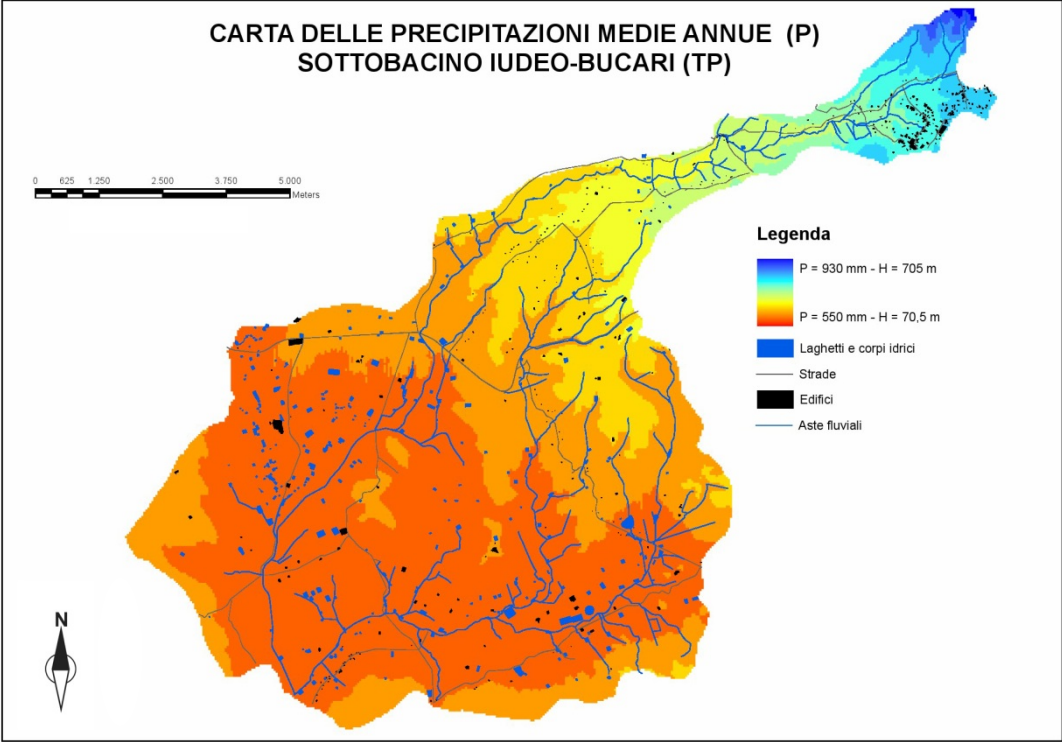 CARTA DELLE PRECIPITAZIONI MEDIE ANNUE (P)
SOTTOBACINO IUDEO-BUCARI (TP)
0 625 1.250 2.500 3.750 5.000
Meters
Legenda
P = 930 mm - H = 705 m
P = 550 mm - H = 70,5 m
Laghetti e corpi idrici
Strade
Edifici
Aste fluviali
N